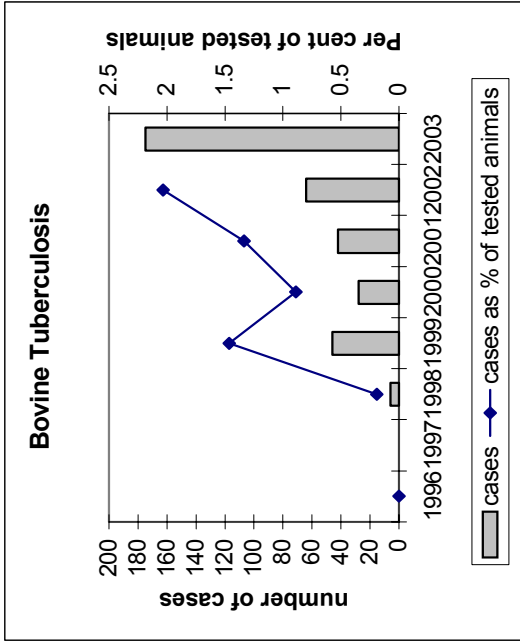 Bovine Tuberculosis
number of cases
200
180
160
140
120
100
80
60
40
20
0
Per cent of tested animals
2.5
2
1.5
1
0.5
0
1996 1997 1998 1999 2000 2001 2002 2003
cases
cases as % of tested animals